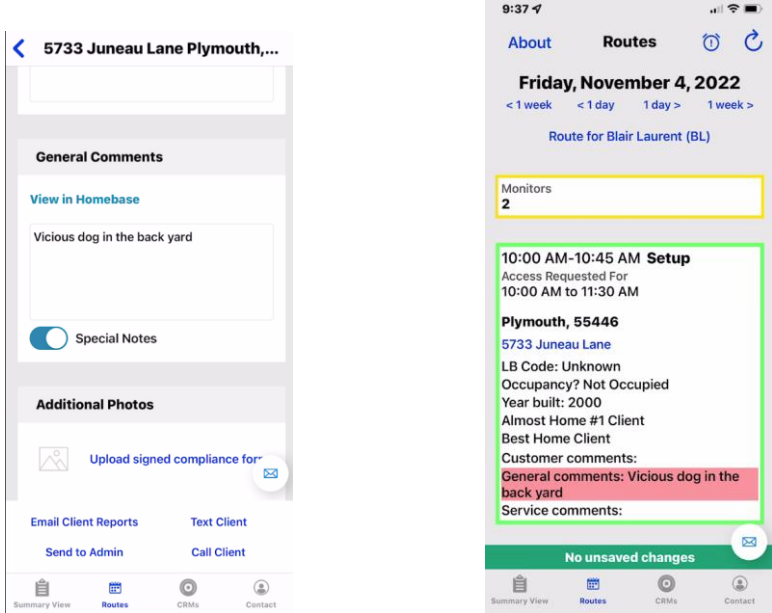 5733 Juneau Lane Plymouth,...
General Comments
View in Homebase
Vicious dog in the back yard
Special Notes
Additional Photos
Upload signed compliance for
Email Client Reports
Text Client
Send to Admin
Call Client
Summary View
Routes
CRMs
Contact
9:37
About
Routes
Friday, November 4, 2022
< 1 week
< 1 day
1 day >
1 week >
Route for Blair Laurent (BL)
Monitors
2
10:00 AM-10:45 AM Setup
Access Requested For
10:00 AM to 11:30 AM
Plymouth, 55446
5733 Juneau Lane
LB Code: Unknown
Occupancy? Not Occupied
Year built: 2000
Almost Home #1 Client
Best Home Client
Customer comments:
General comments: Vicious dog in the
back yard
Service comments:
No unsaved changes
Summary View
Routes
CRMs
Contact